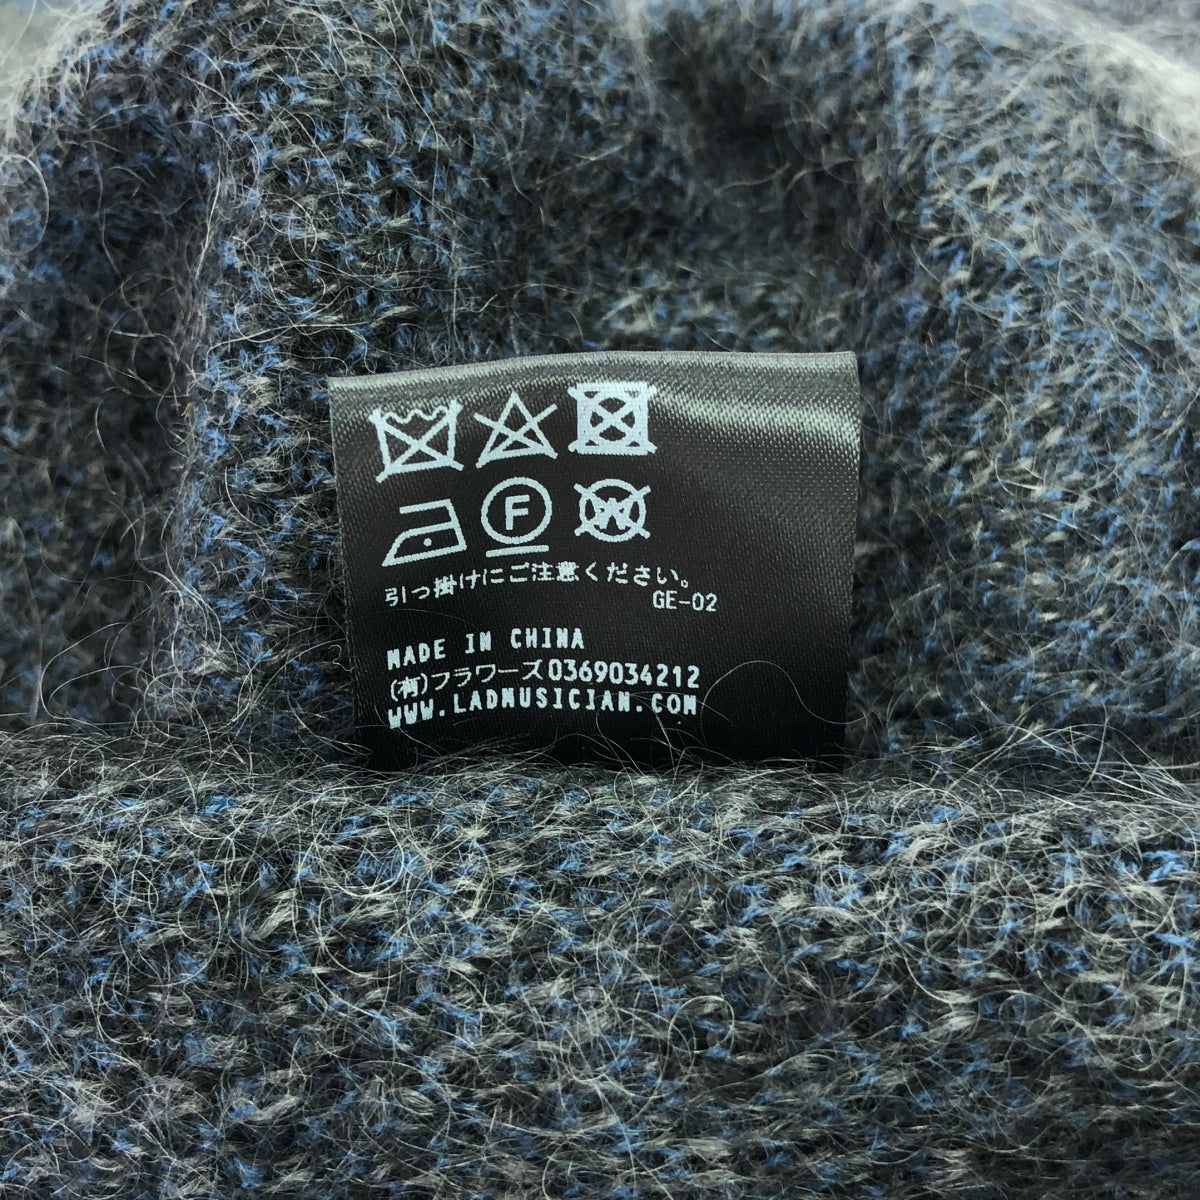 F W
引っ掛けにご注意ください。
GE-02
MADE IN CHINA
(有)フラワーズ0369034212
WWW.LADMUSICIAN.COM